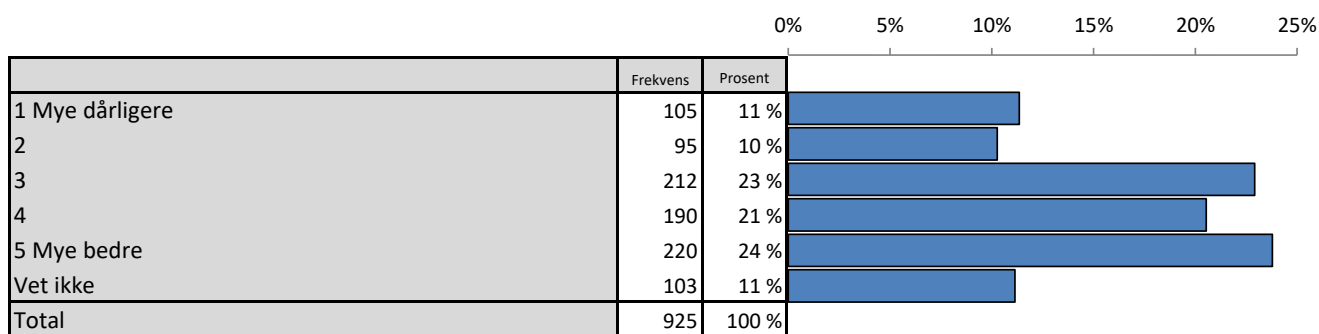 0% 5% 10% 15% 20% 25%
Frekvens Prosent
1 Mye dårligere 105 11 %
2 95 10 %
3 212 23 %
4 190 21 %
5 Mye bedre 220 24 %
Vet ikke 103 11 %
Total 925 100 %